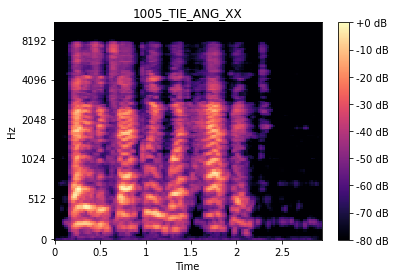 1005_TIE_ANG_XX
+0 dB
8192
-10 dB
4096
-20 dB
-30 dB
2048
Hz
-40 dB
1024
-50 dB
512
-60 dB
-70 dB
0
-80 dB
0 0.5 1 1.5 2 2.5
Time